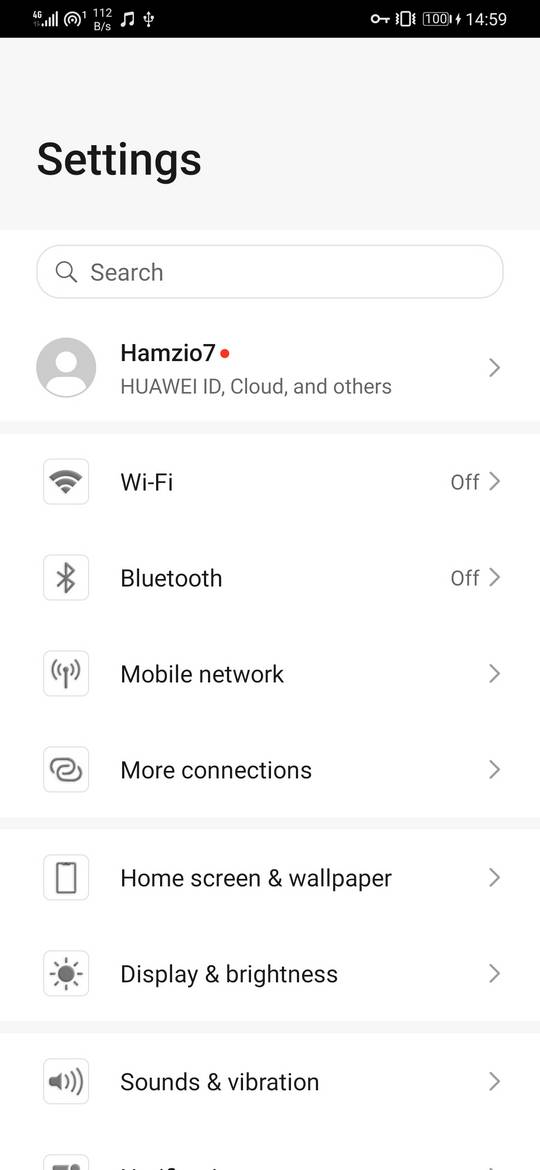 4G 1 112 B/s 100 14:59
Settings
Search
Hamzio7
HUAWEI ID, Cloud, and others
Wi-Fi Off
Bluetooth Off
Mobile network
More connections
Home screen & wallpaper
Display & brightness
Sounds & vibration